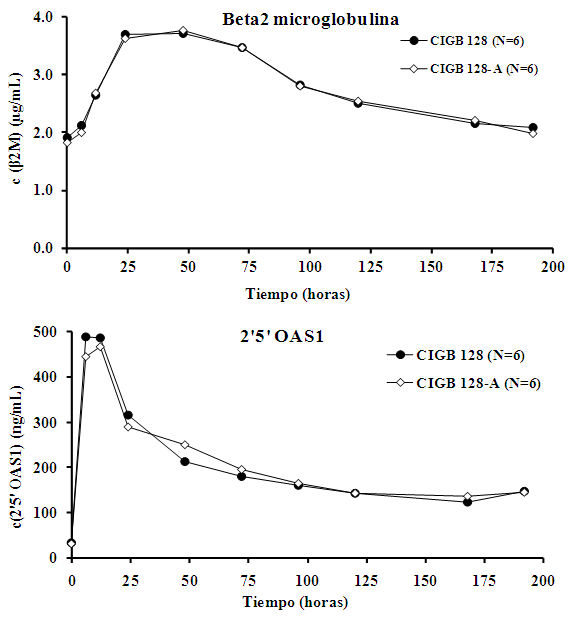 Beta2 microglobulina
CIGB 128 (N=6)
CIGB 128-A (N=6)
c (β2M) (µg/mL)
4.0
3.0
2.0
1.0
0.0
0 25 50 75 100 125 150 175 200
Tiempo (horas)
2'5' OAS1
CIGB 128 (N=6)
CIGB 128-A (N=6)
c(2'5' OAS1) (ng/mL)
500
400
300
200
100
0
0 25 50 75 100 125 150 175 200
Tiempo (horas)